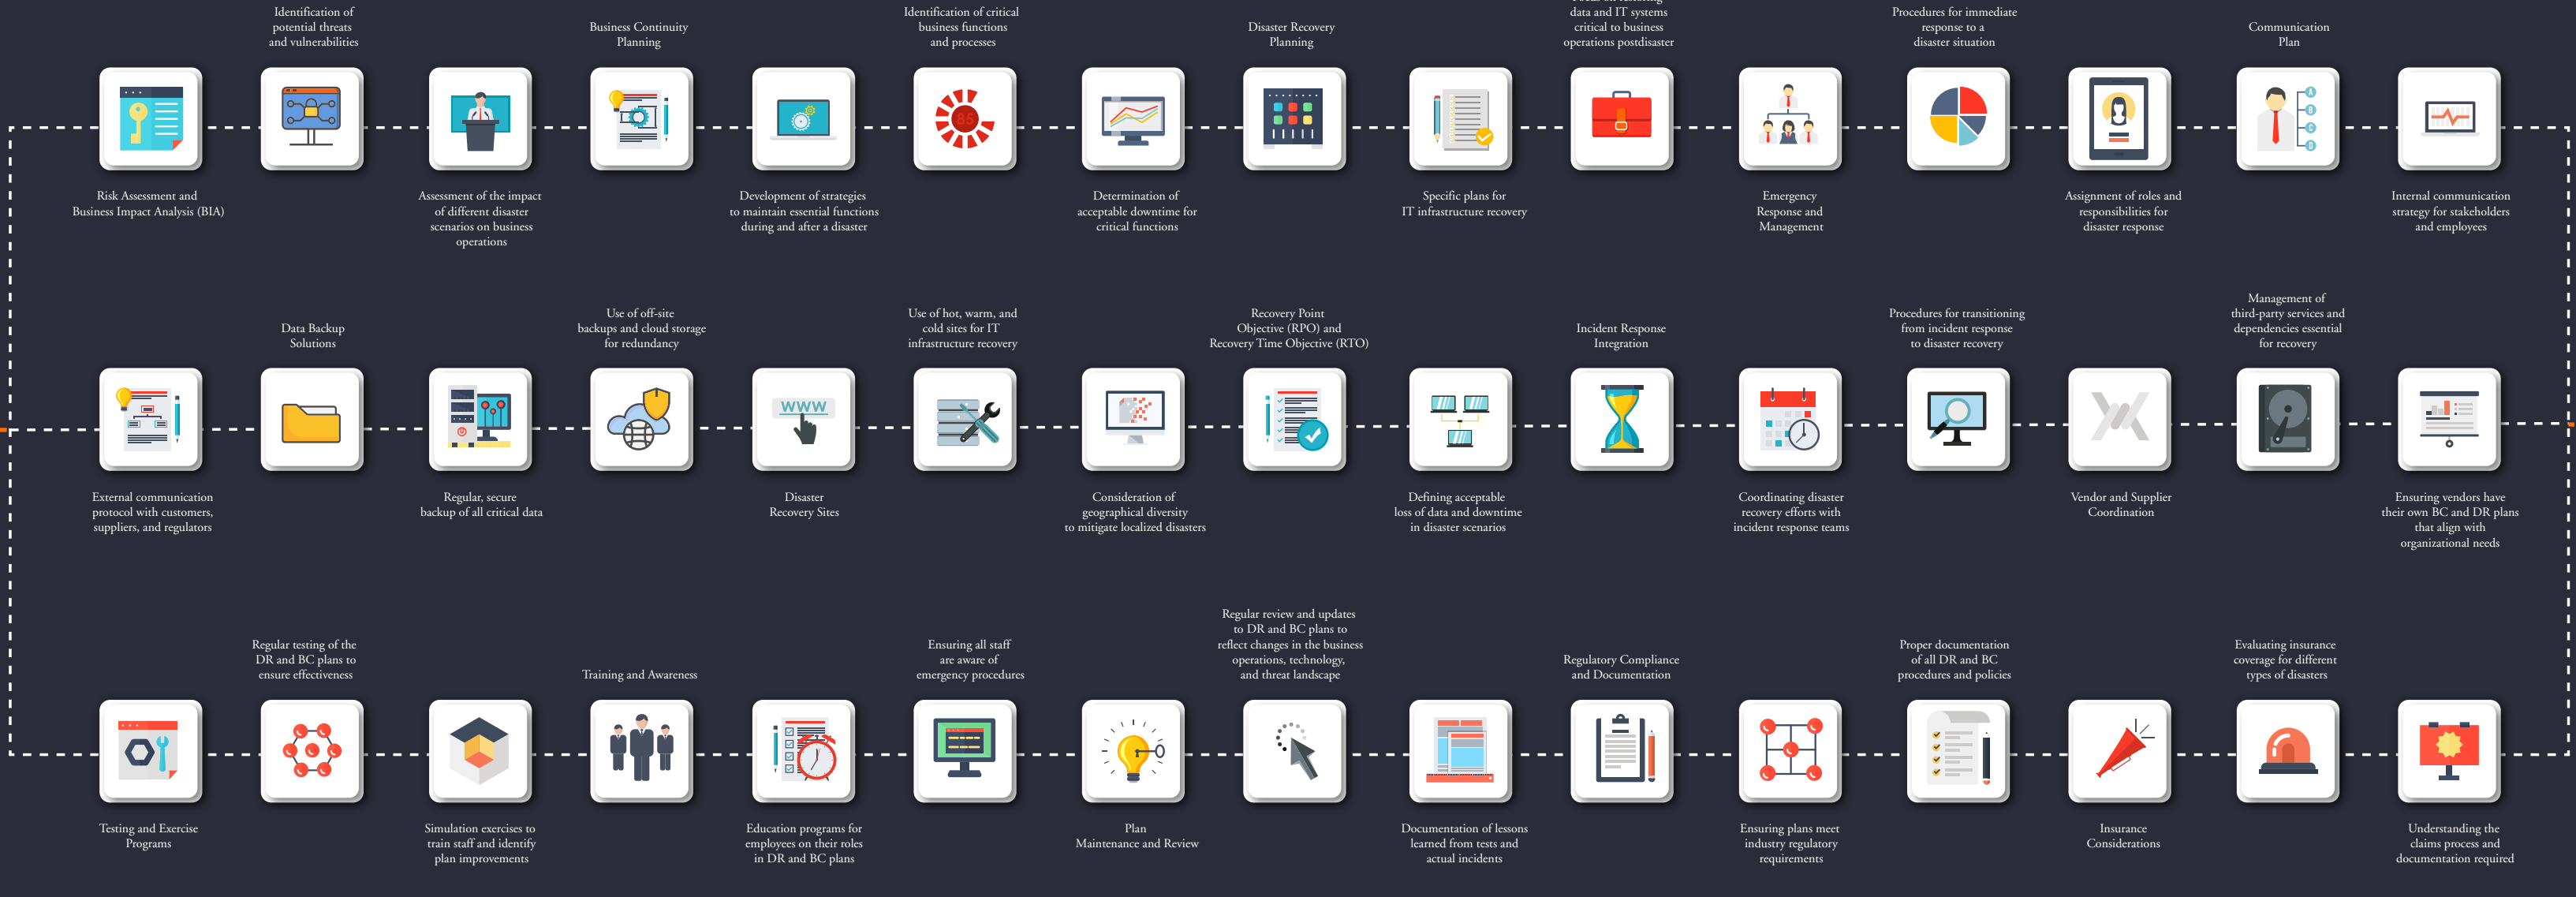 Identification of
potential threats
and vulnerabilities
Business Continuity
Planning
Identification of critical
business functions
and processes
Disaster Recovery
Planning
data and IT systems
critical to business
operations postdisaster
Procedures for immediate
response to a
disaster situation
Communication
Plan
85
A
B
C
D
Risk Assessment and
Business Impact Analysis (BIA)
Assessment of the impact
of different disaster
scenarios on business
operations
Development of strategies
to maintain essential functions
during and after a disaster
Determination of
acceptable downtime for
critical functions
Specific plans for
IT infrastructure recovery
Emergency
Response and
Management
Assignment of roles and
responsibilities for
disaster response
Internal communication
strategy for stakeholders
and employees
Data Backup
Solutions
Use of off-site
backups and cloud storage
for redundancy
Use of hot, warm, and
cold sites for IT
infrastructure recovery
Recovery Point
Objective (RPO) and
Recovery Time Objective (RTO)
Incident Response
Integration
Procedures for transitioning
from incident response
to disaster recovery
Management of
third-party services and
dependencies essential
for recovery
WWW
External communication
protocol with customers,
suppliers, and regulators
Regular, secure
backup of all critical data
Disaster
Recovery Sites
Consideration of
geographical diversity
to mitigate localized disasters
Defining acceptable
loss of data and downtime
in disaster scenarios
Coordinating disaster
recovery efforts with
incident response teams
Vendor and Supplier
Coordination
Ensuring vendors have
their own BC and DR plans
that align with
organizational needs
Regular testing of the
DR and BC plans to
ensure effectiveness
Training and Awareness
Ensuring all staff
are aware of
emergency procedures
Regular review and updates
to DR and BC plans to
reflect changes in the business
operations, technology,
and threat landscape
Regulatory Compliance
and Documentation
Proper documentation
of all DR and BC
procedures and policies
Evaluating insurance
coverage for different
types of disasters
Testing and Exercise
Programs
Simulation exercises to
train staff and identify
plan improvements
Education programs for
employees on their roles
in DR and BC plans
Plan
Maintenance and Review
Documentation of lessons
learned from tests and
actual incidents
Ensuring plans meet
industry regulatory
requirements
Insurance
Considerations
Understanding the
claims process and
documentation required